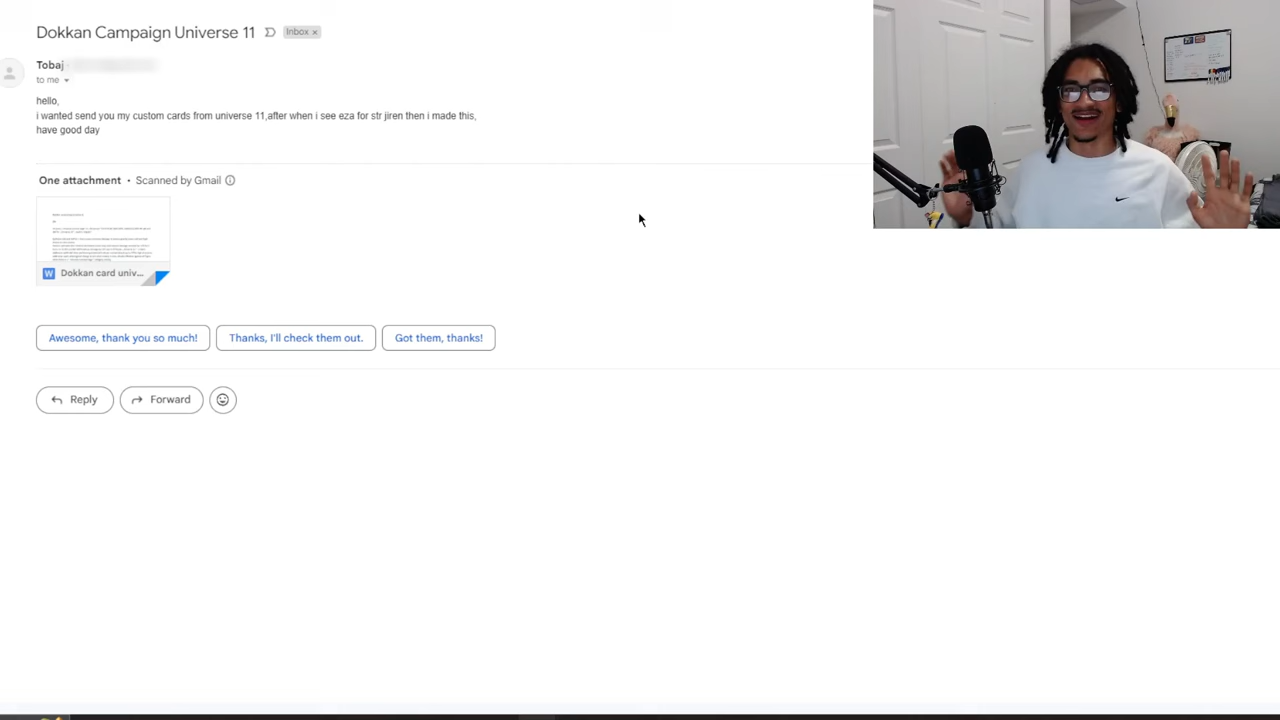 Dokkan Campaign Universe 11
Inbox ×
Tobaj
to me
hello,
i wanted send you my custom cards from universe 11,after when i see eza for str jiren then i made this,
have good day
One attachment • Scanned by Gmail
W Dokkan card univ...
Awesome, thank you so much!
Thanks, I'll check them out.
Got them, thanks!
Reply
Forward